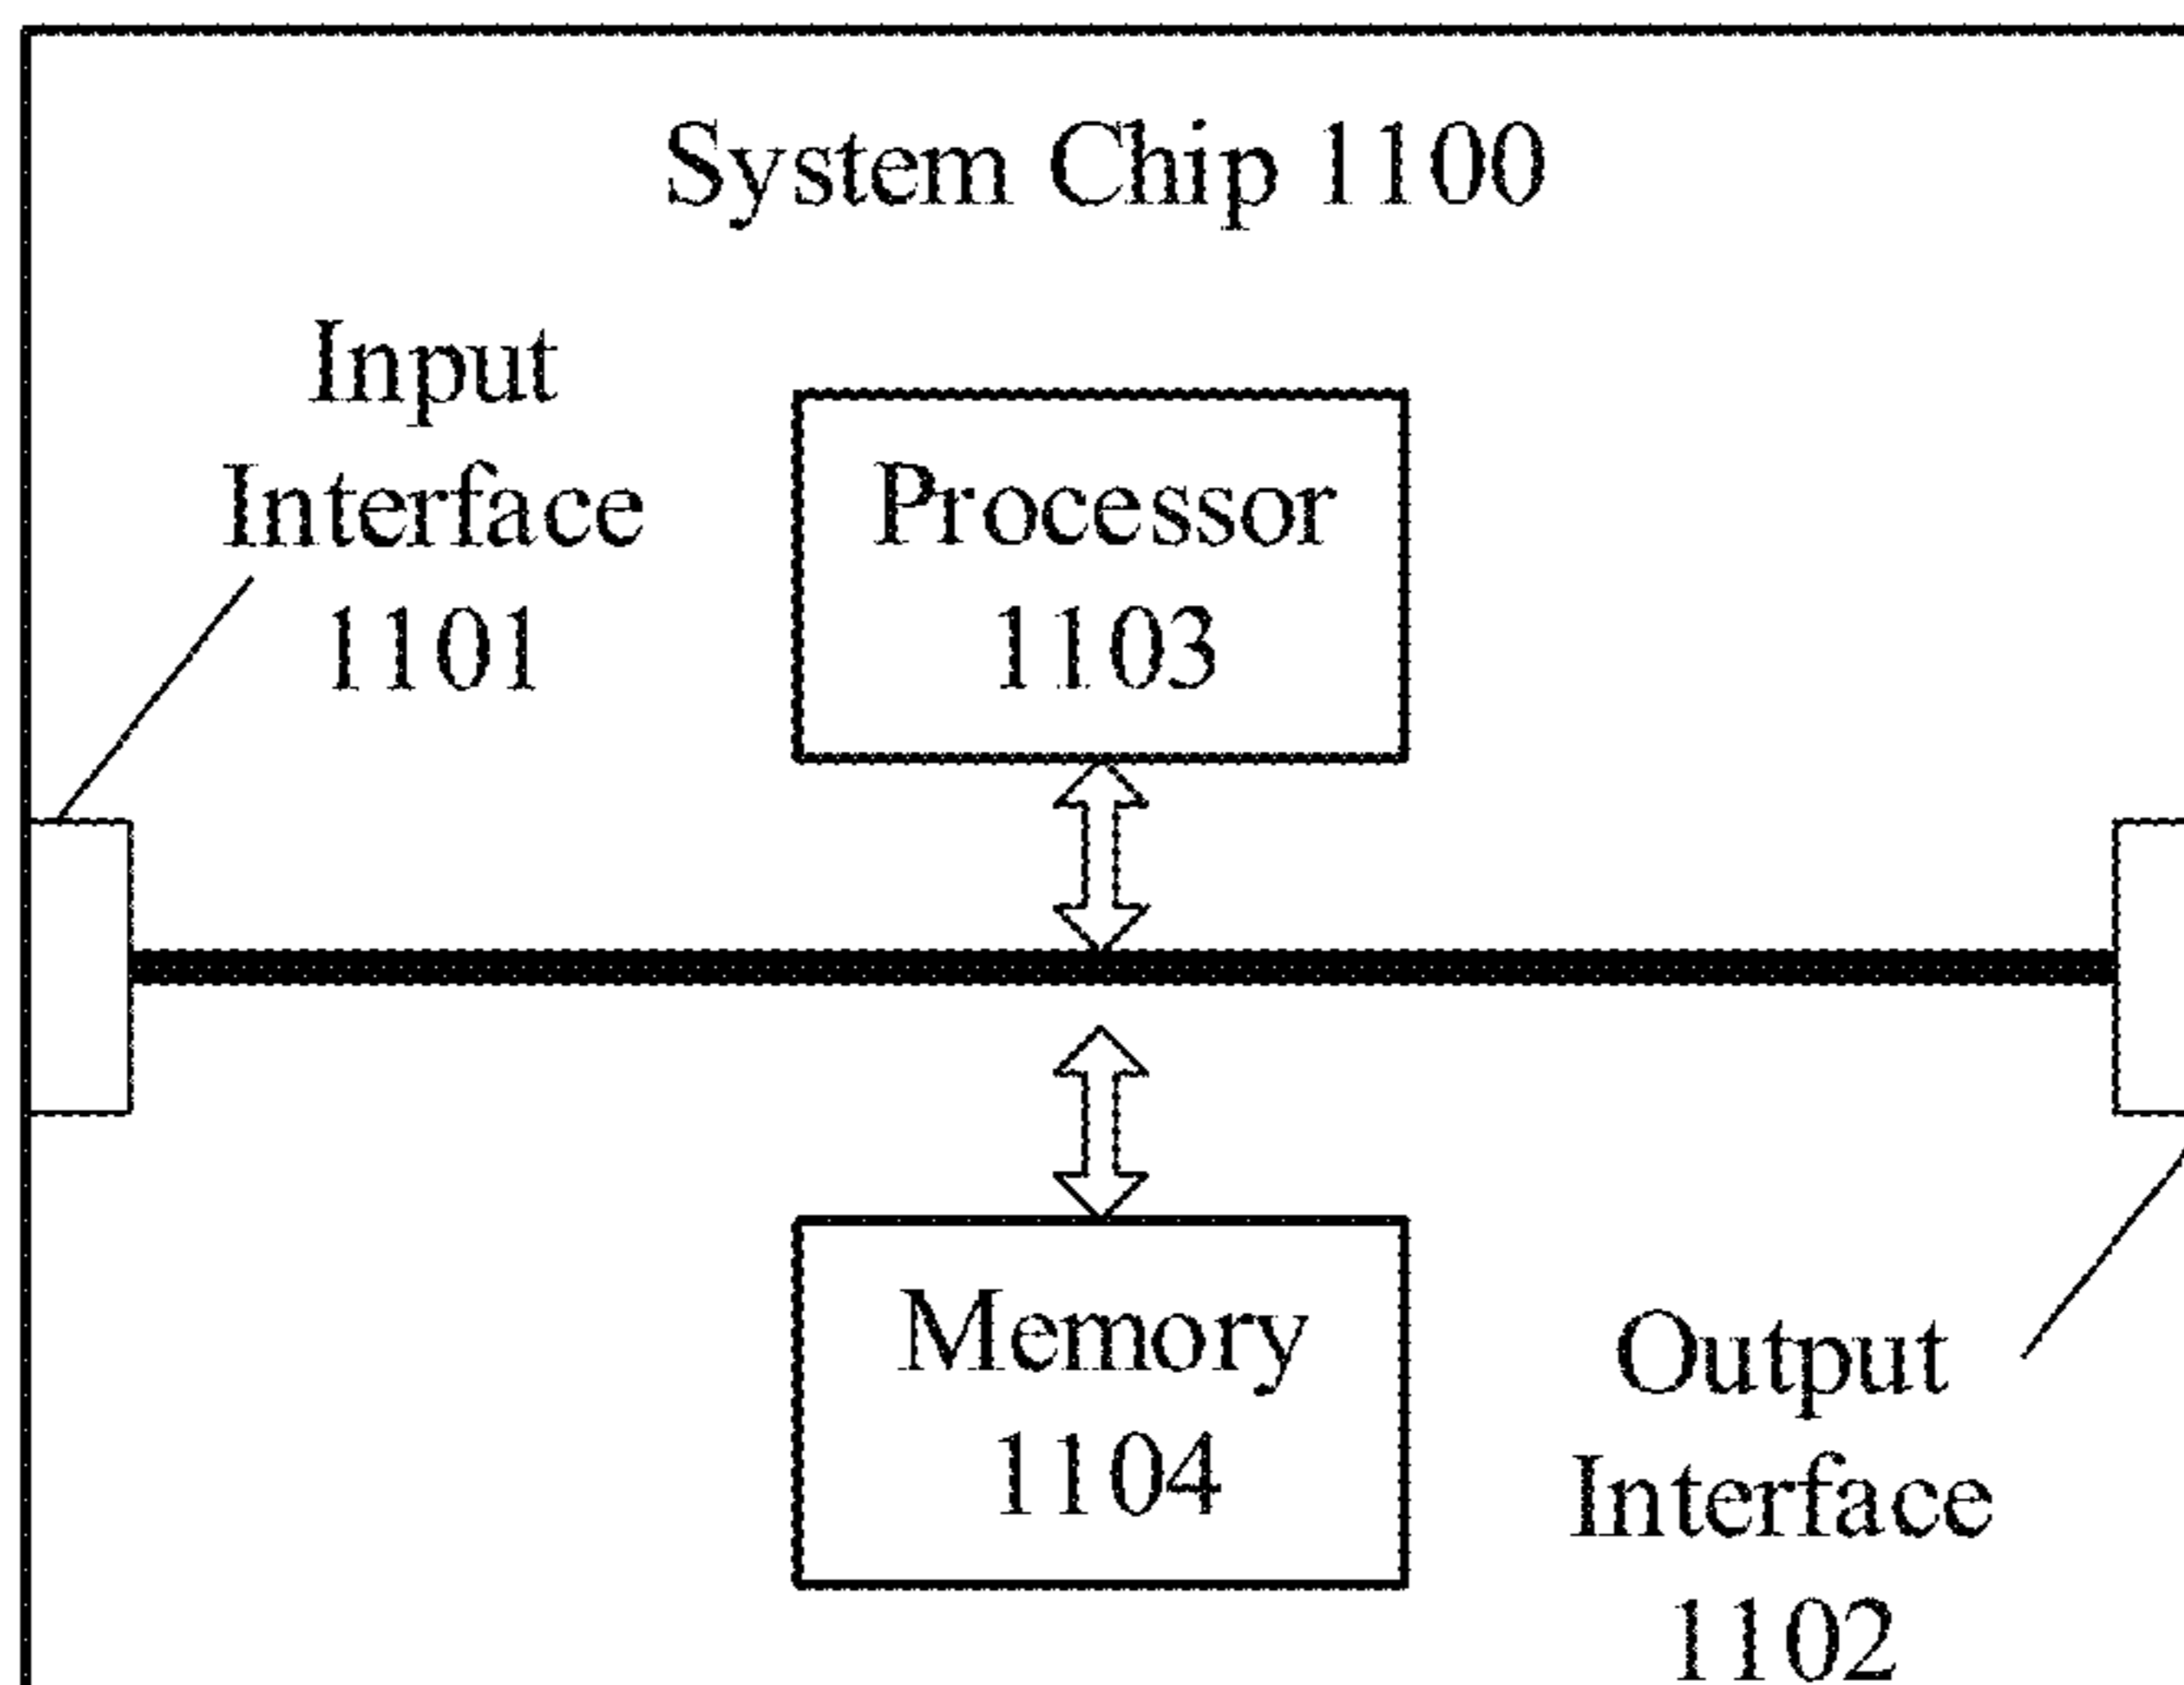 System Chip 1100
Input
Interface
1101
Processor
1103
Memory
1104
Output
Interface
1102